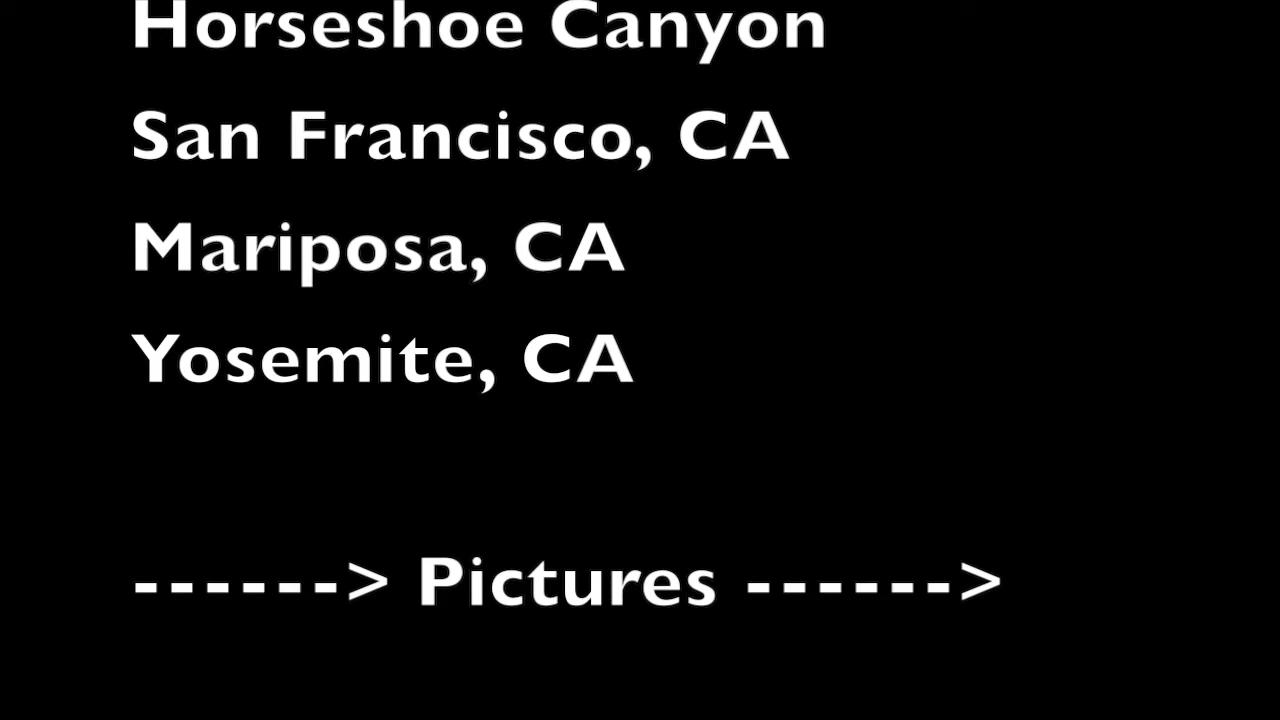 Horseshoe Canyon
San Francisco, CA
Mariposa, CA
Yosemite, CA
------> Pictures ------>